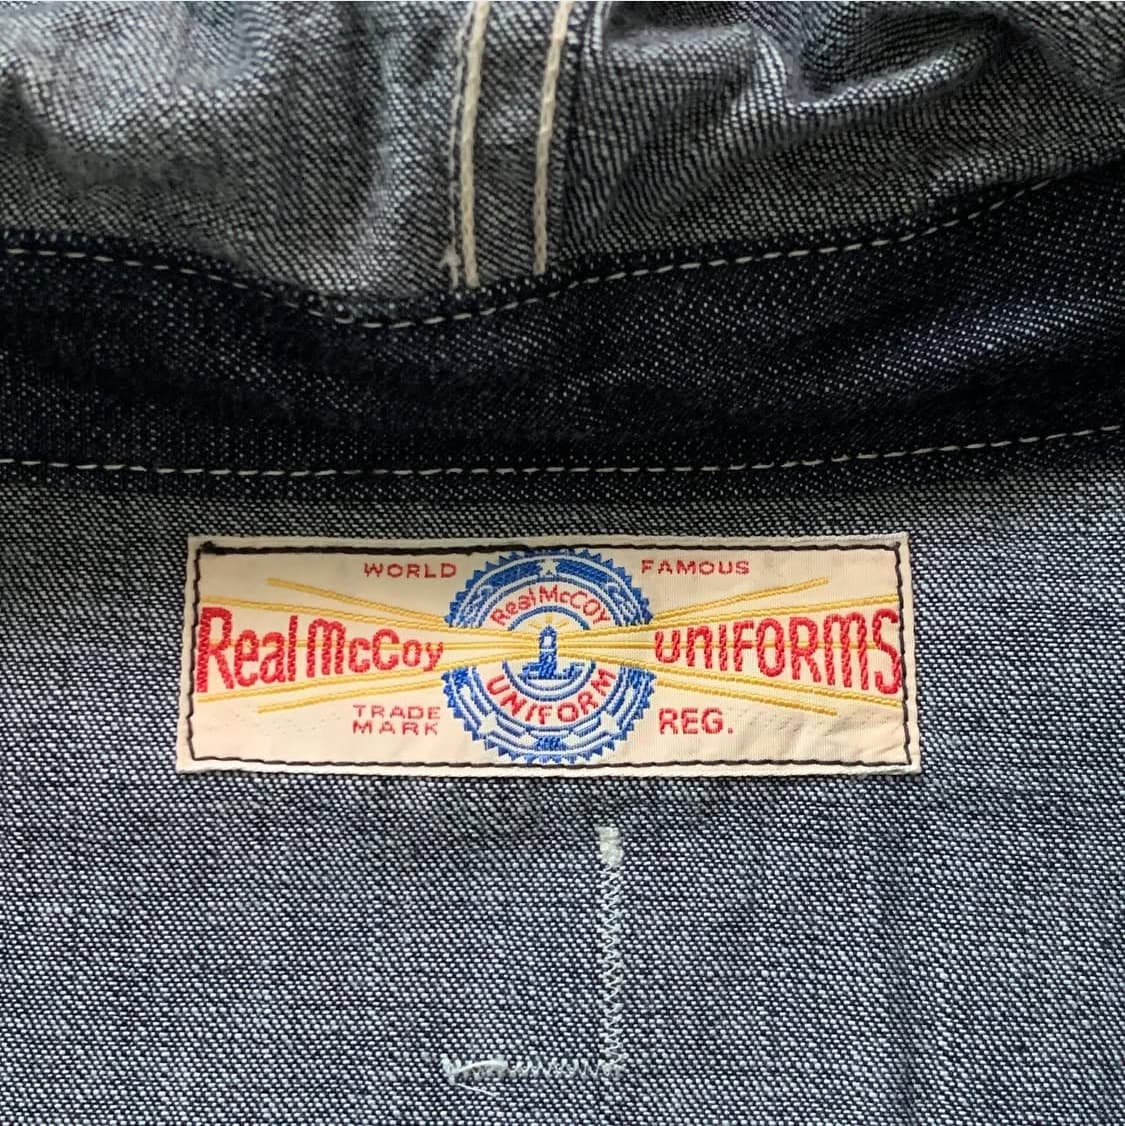 WORLD FAMOUS
Real McCoy UNIFORMS
Real McCOY
UNIFORM
TRADE MARK REG.